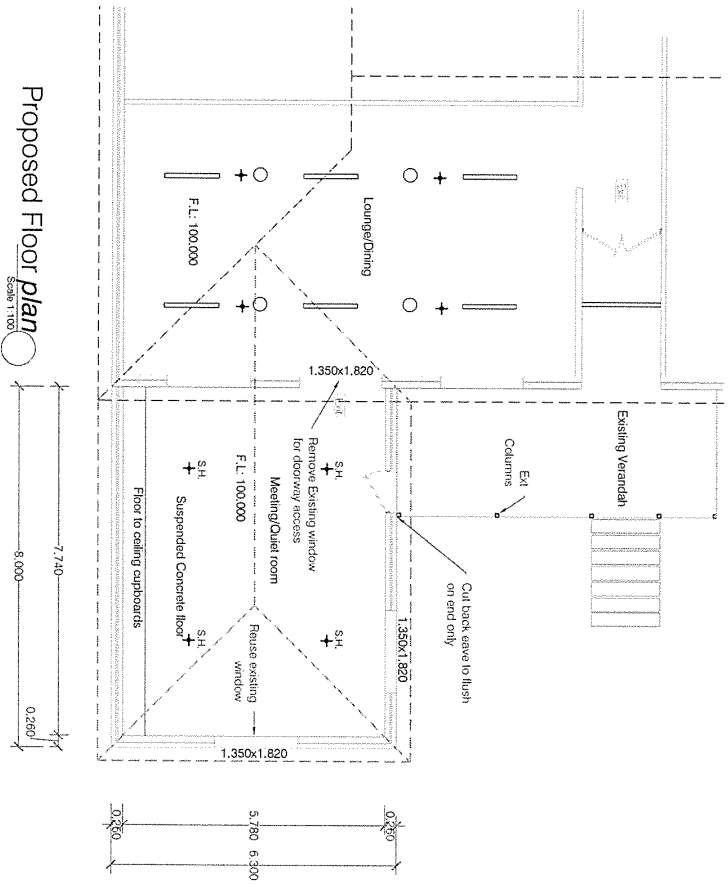 Proposed Floor plan
Scale 1:100
Exit
Lounge/Dining
F.L: 100.000
Existing Verandah
Ext
Columns
Cut back eave to flush
on end only
1.350x1.820
Exit
Remove Existing window
for doorway access
S.H.
S.H.
Meeting/Quiet room
F.L: 100.000
S.H.
S.H.
Suspended Concrete floor
Floor to ceiling cupboards
1.350x1.820
Reuse existing
window
1.350x1.820
7.740
0.260
8.000
0.260
5.780
0.260
6.300